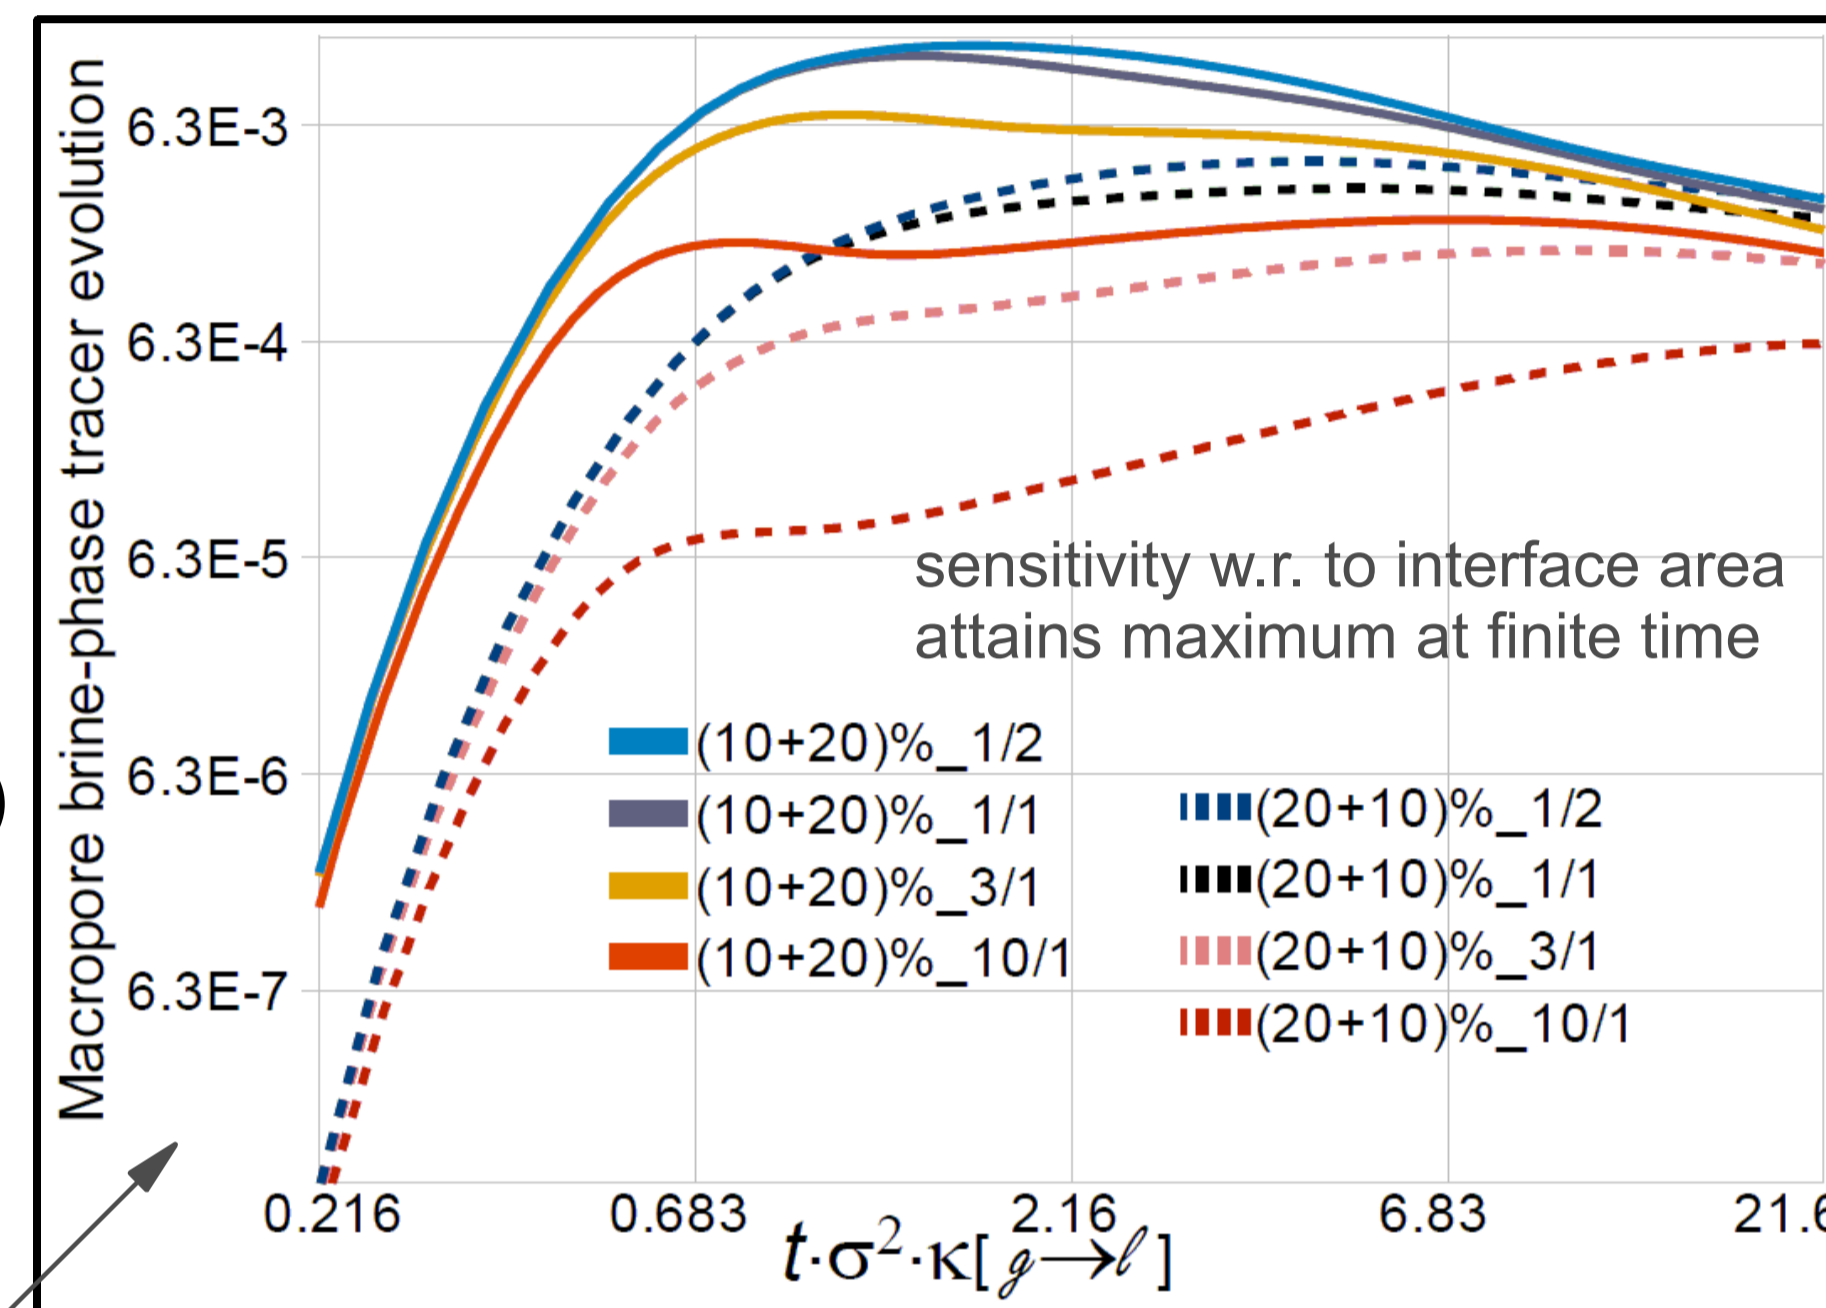 Macropore brine-phase tracer evolution
6.3E-3
6.3E-4
6.3E-5
6.3E-6
6.3E-7
sensitivity w.r. to interface area
attains maximum at finite time
(10+20)%_1/2
(10+20)%_1/1
(10+20)%_3/1
(10+20)%_10/1
(20+10)%_1/2
(20+10)%_1/1
(20+10)%_3/1
(20+10)%_10/1
0.216 0.683 2.16 6.83 21.6
t·σ²·κ[g→ℓ]
)